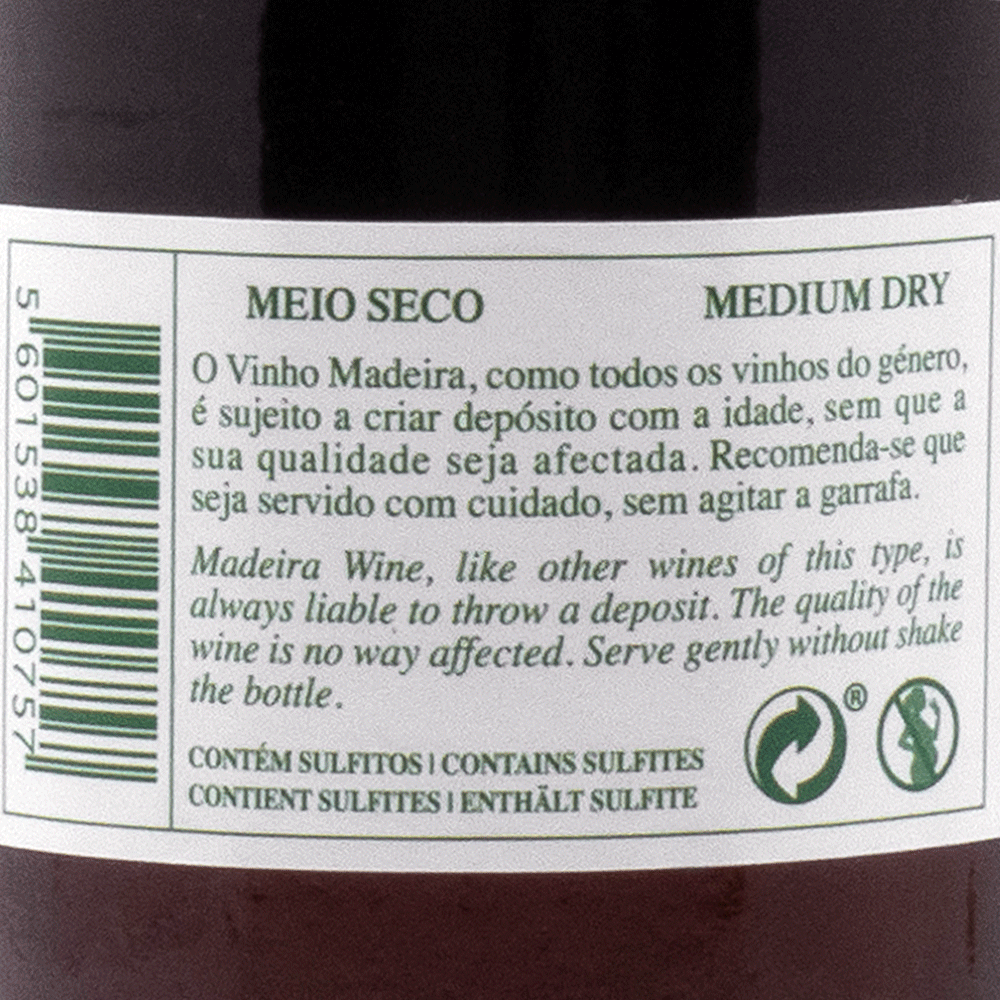 MEIO SECO MEDIUM DRY
O Vinho Madeira, como todos os vinhos do género,
é sujeito a criar depósito com a idade, sem que a
sua qualidade seja afectada. Recomenda-se que
seja servido com cuidado, sem agitar a garrafa.
Madeira Wine, like other wines of this type, is
always liable to throw a deposit. The quality of the
wine is no way affected. Serve gently without shake
the bottle.
CONTÉM SULFITOS | CONTAINS SULFITES
CONTIENT SULFITES | ENTHÄLT SULFITE
®
5 601538 410757